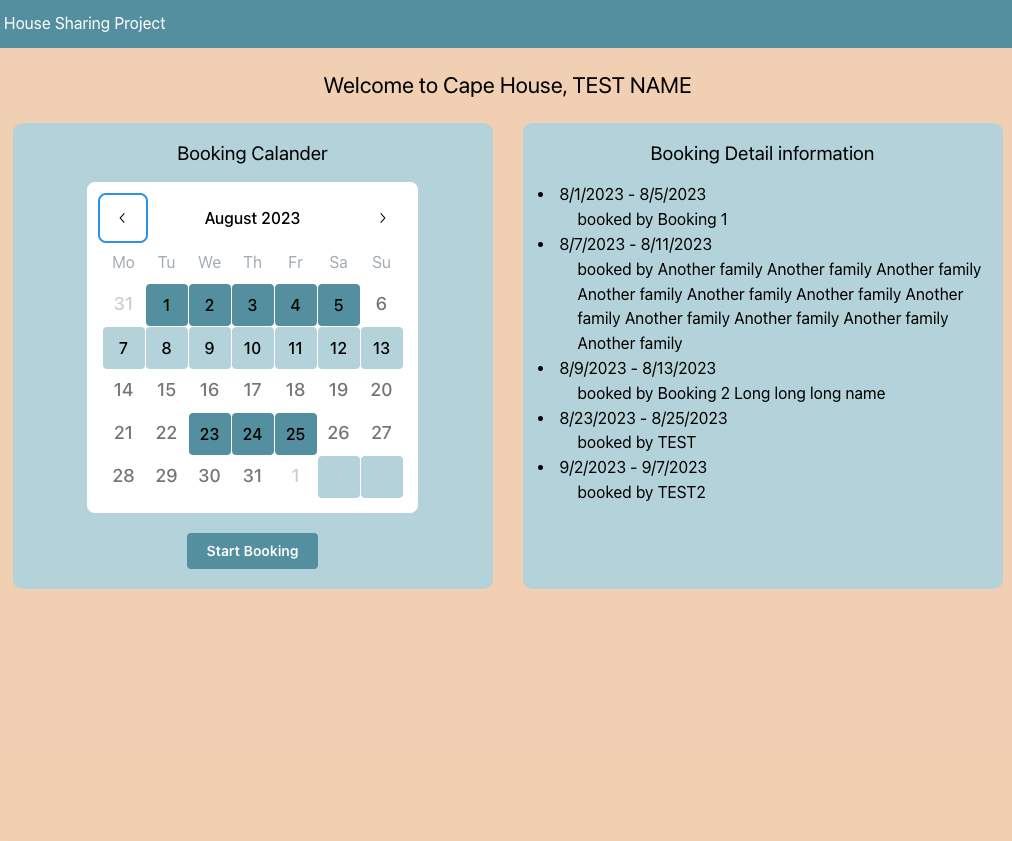 House Sharing Project
Welcome to Cape House, TEST NAME
Booking Calander
August 2023
Mo Tu We Th Fr Sa Su
31 1 2 3 4 5 6
7 8 9 10 11 12 13
14 15 16 17 18 19 20
21 22 23 24 25 26 27
28 29 30 31 1
Start Booking
Booking Detail information
• 8/1/2023 - 8/5/2023
booked by Booking 1
• 8/7/2023 - 8/11/2023
booked by Another family Another family Another family
Another family Another family Another family Another
family Another family Another family Another family
Another family
• 8/9/2023 - 8/13/2023
booked by Booking 2 Long long long name
• 8/23/2023 - 8/25/2023
booked by TEST
• 9/2/2023 - 9/7/2023
booked by TEST2